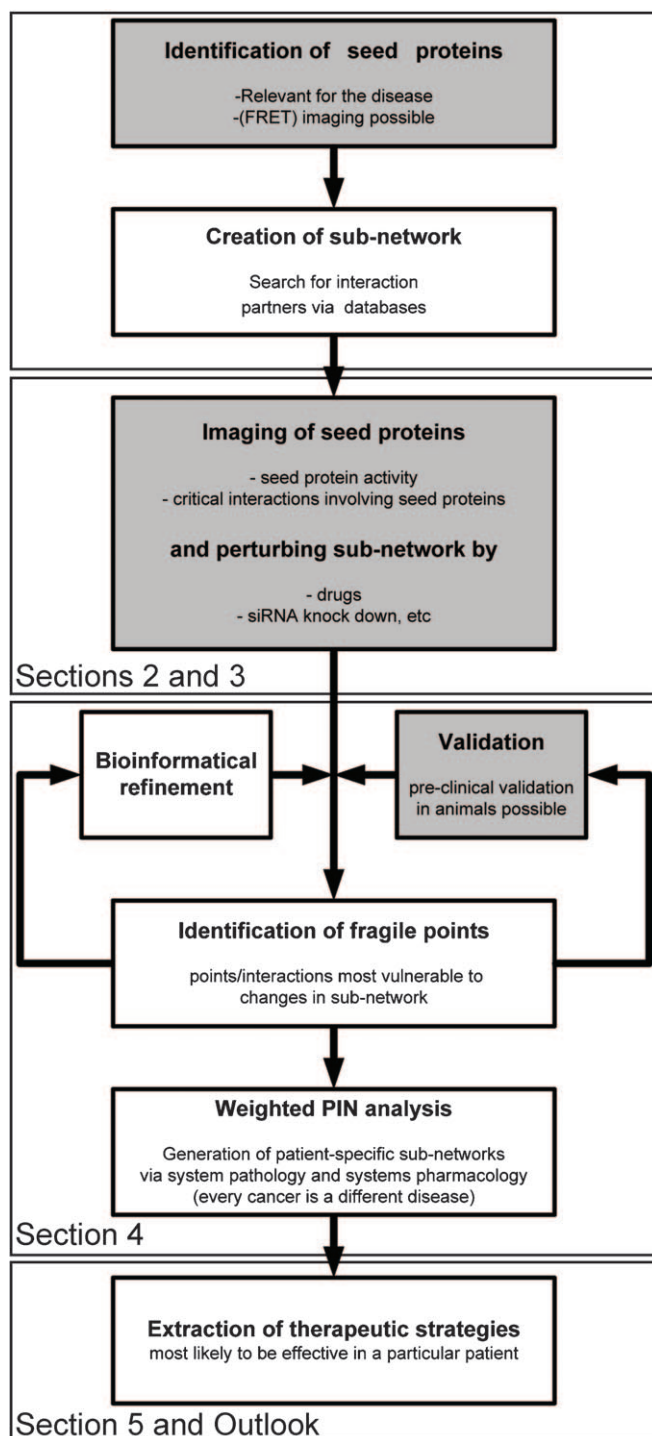 Identification of seed proteins
-Relevant for the disease
-(FRET) imaging possible
Creation of sub-network
Search for interaction
partners via databases
Imaging of seed proteins
- seed protein activity
- critical interactions involving seed proteins
and perturbing sub-network by
- drugs
- siRNA knock down, etc
Sections 2 and 3
Bioinformatical
refinement
Validation
pre-clinical validation
in animals possible
Identification of fragile points
points/interactions most vulnerable to
changes in sub-network
Weighted PIN analysis
Generation of patient-specific sub-networks
via system pathology and systems pharmacology
(every cancer is a different disease)
Section 4
Extraction of therapeutic strategies
most likely to be effective in a particular patient
Section 5 and Outlook